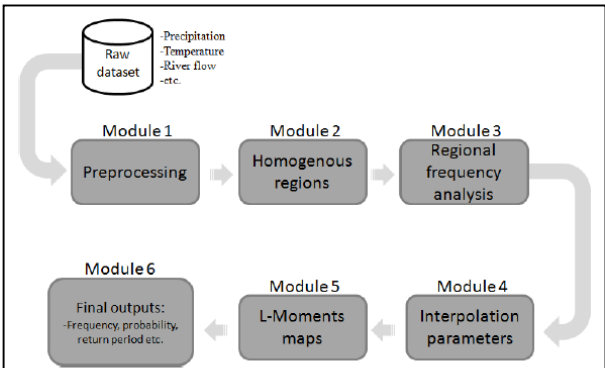 Raw
dataset
-Precipitation
-Temperature
-River flow
-etc.
Module 1
Preprocessing
Module 2
Homogenous
regions
Module 3
Regional
frequency
analysis
Module 4
Interpolation
parameters
Module 5
L-Moments
maps
Module 6
Final outputs:
-Frequency, probability,
return period etc.